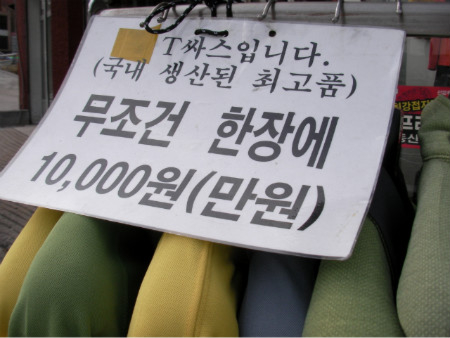 T싸스입니다.
(국내 생산된 최고품)
무조건 한장에
10,000원(만원)